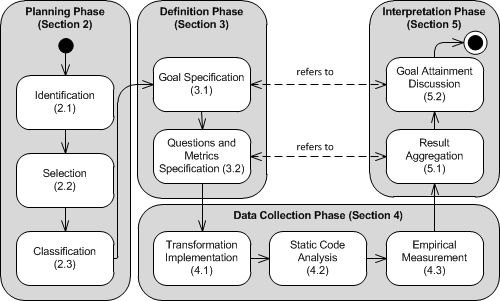 Planning Phase
(Section 2)
Identification
(2.1)
Selection
(2.2)
Classification
(2.3)
Definition Phase
(Section 3)
Goal Specification
(3.1)
Questions and
Metrics
Specification (3.2)
refers to
refers to
Interpretation Phase
(Section 5)
Goal Attainment
Discussion
(5.2)
Result
Aggregation
(5.1)
Data Collection Phase (Section 4)
Transformation
Implementation
(4.1)
Static Code
Analysis
(4.2)
Empirical
Measurement
(4.3)